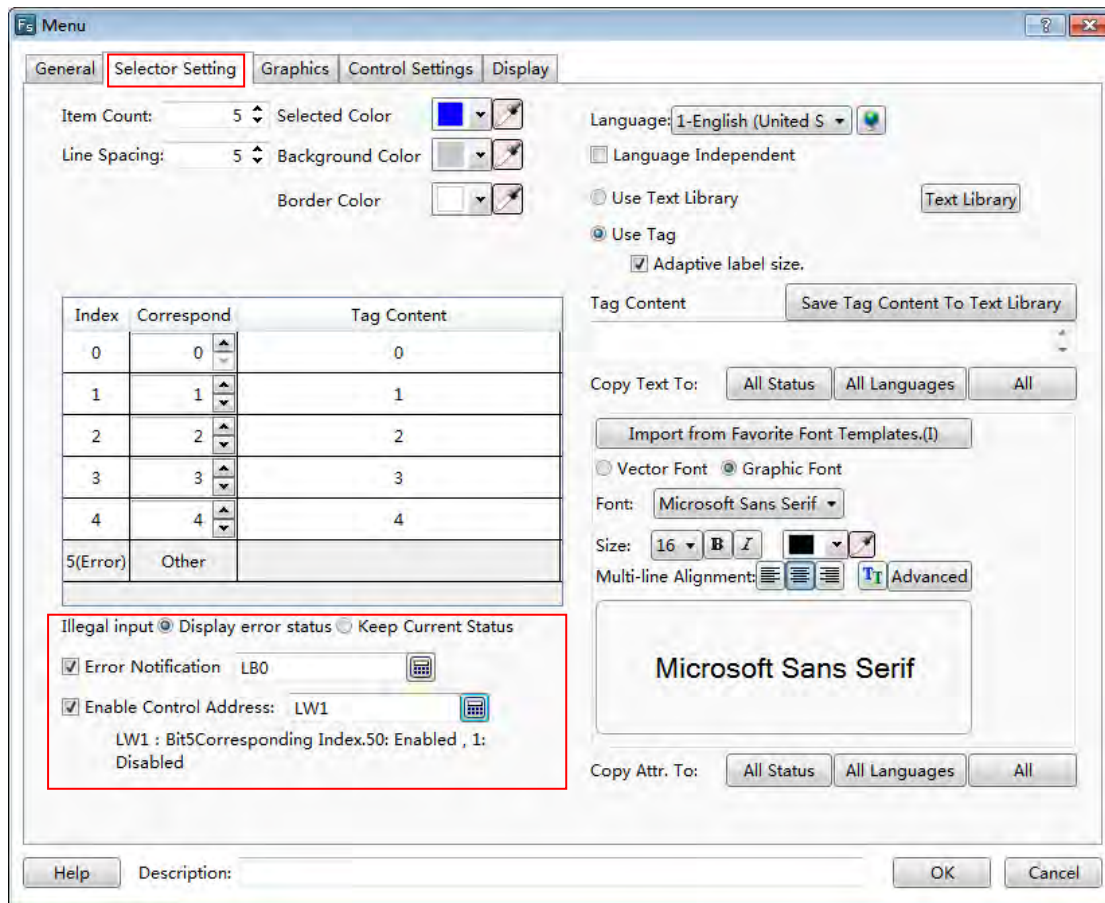 Fs Menu
General Selector Setting Graphics Control Settings Display
Item Count: 5 Selected Color
Line Spacing: 5 Background Color
Border Color
Language: 1-English (United S
Language Independent
Use Text Library Text Library
Use Tag
Adaptive label size.
Index Correspond Tag Content
0 0 0
1 1 1
2 2 2
3 3 3
4 4 4
5(Error) Other
Illegal input Display error status Keep Current Status
Error Notification LB0
Enable Control Address: LW1
LW1 : Bit5Corresponding Index.50: Enabled , 1:
Disabled
Tag Content Save Tag Content To Text Library
Copy Text To: All Status All Languages All
Import from Favorite Font Templates.(I)
Vector Font Graphic Font
Font: Microsoft Sans Serif
Size: 16 B I
Multi-line Alignment: TT Advanced
Microsoft Sans Serif
Copy Attr. To: All Status All Languages All
Help Description: OK Cancel